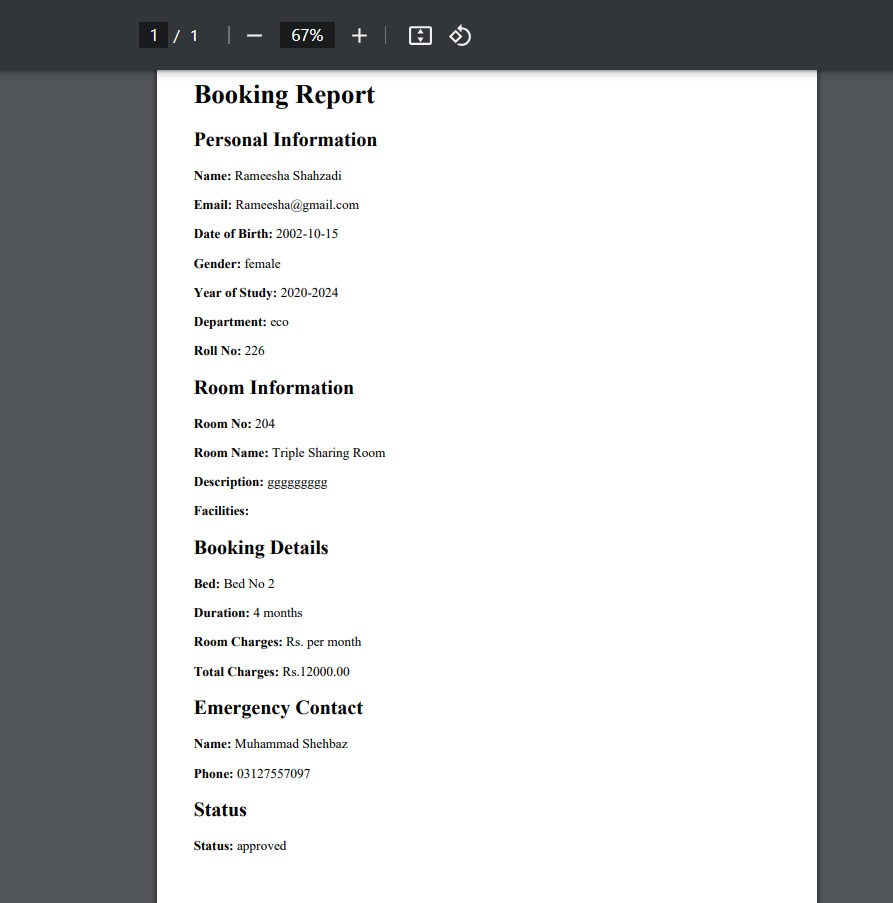 1 / 1 67%
Booking Report
Personal Information
Name: Rameesha Shahzadi
Email: Rameesha@gmail.com
Date of Birth: 2002-10-15
Gender: female
Year of Study: 2020-2024
Department: eco
Roll No: 226
Room Information
Room No: 204
Room Name: Triple Sharing Room
Description: ggggggggg
Facilities:
Booking Details
Bed: Bed No 2
Duration: 4 months
Room Charges: Rs. per month
Total Charges: Rs.12000.00
Emergency Contact
Name: Muhammad Shehbaz
Phone: 03127557097
Status
Status: approved